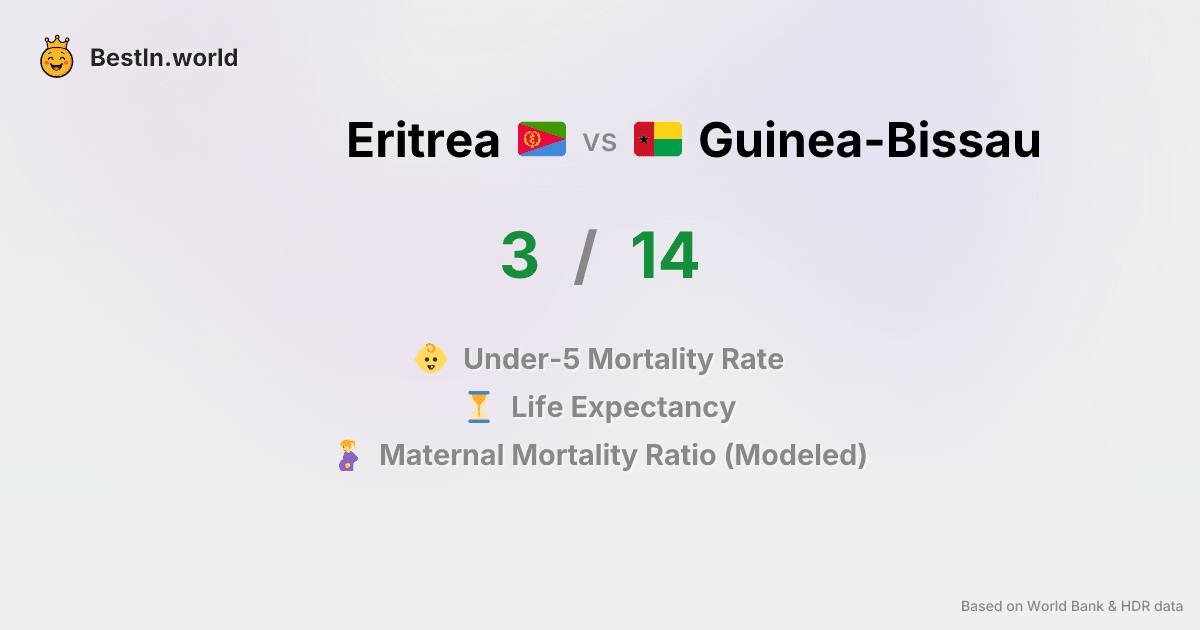 BestIn.world
Eritrea vs Guinea-Bissau
3 / 14
Under-5 Mortality Rate
Life Expectancy
Maternal Mortality Ratio (Modeled)
Based on World Bank & HDR data